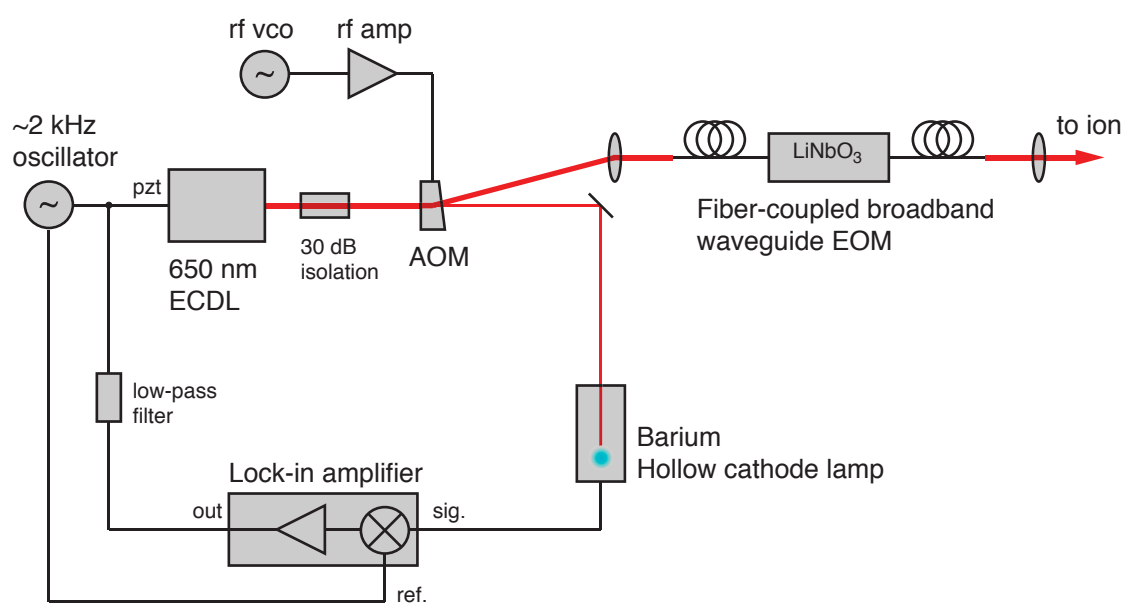 rf vco
rf amp
~
~2 kHz
oscillator
~
pzt
650 nm
ECDL
30 dB
isolation
AOM
LiNbO3
to ion
Fiber-coupled broadband
waveguide EOM
low-pass
filter
Barium
Hollow cathode lamp
Lock-in amplifier
out
sig.
ref.